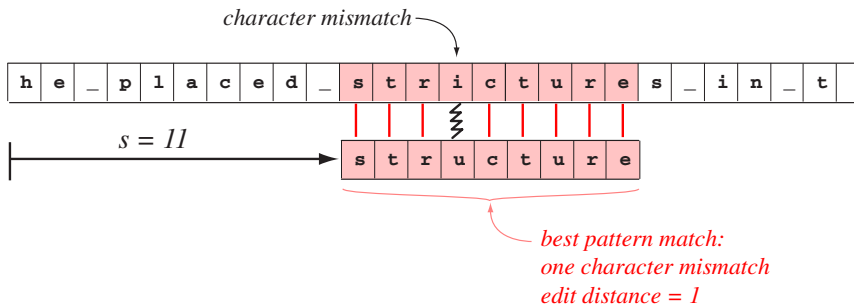 character mismatch
h e _ p l a c e d _ s t r i c t u r e s _ i n _ t
s = 11
s t r u c t u r e
best pattern match:
one character mismatch
edit distance = 1